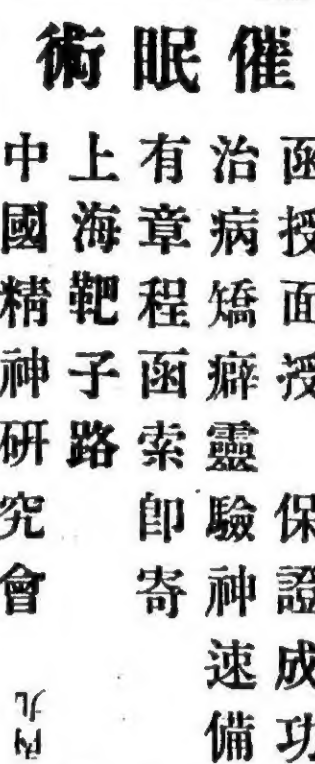 催眠術
函授面授 保證成功
治病矯癖靈驗神速備
有章程函索卽寄
上海靶子路
中國精神研究會
內九